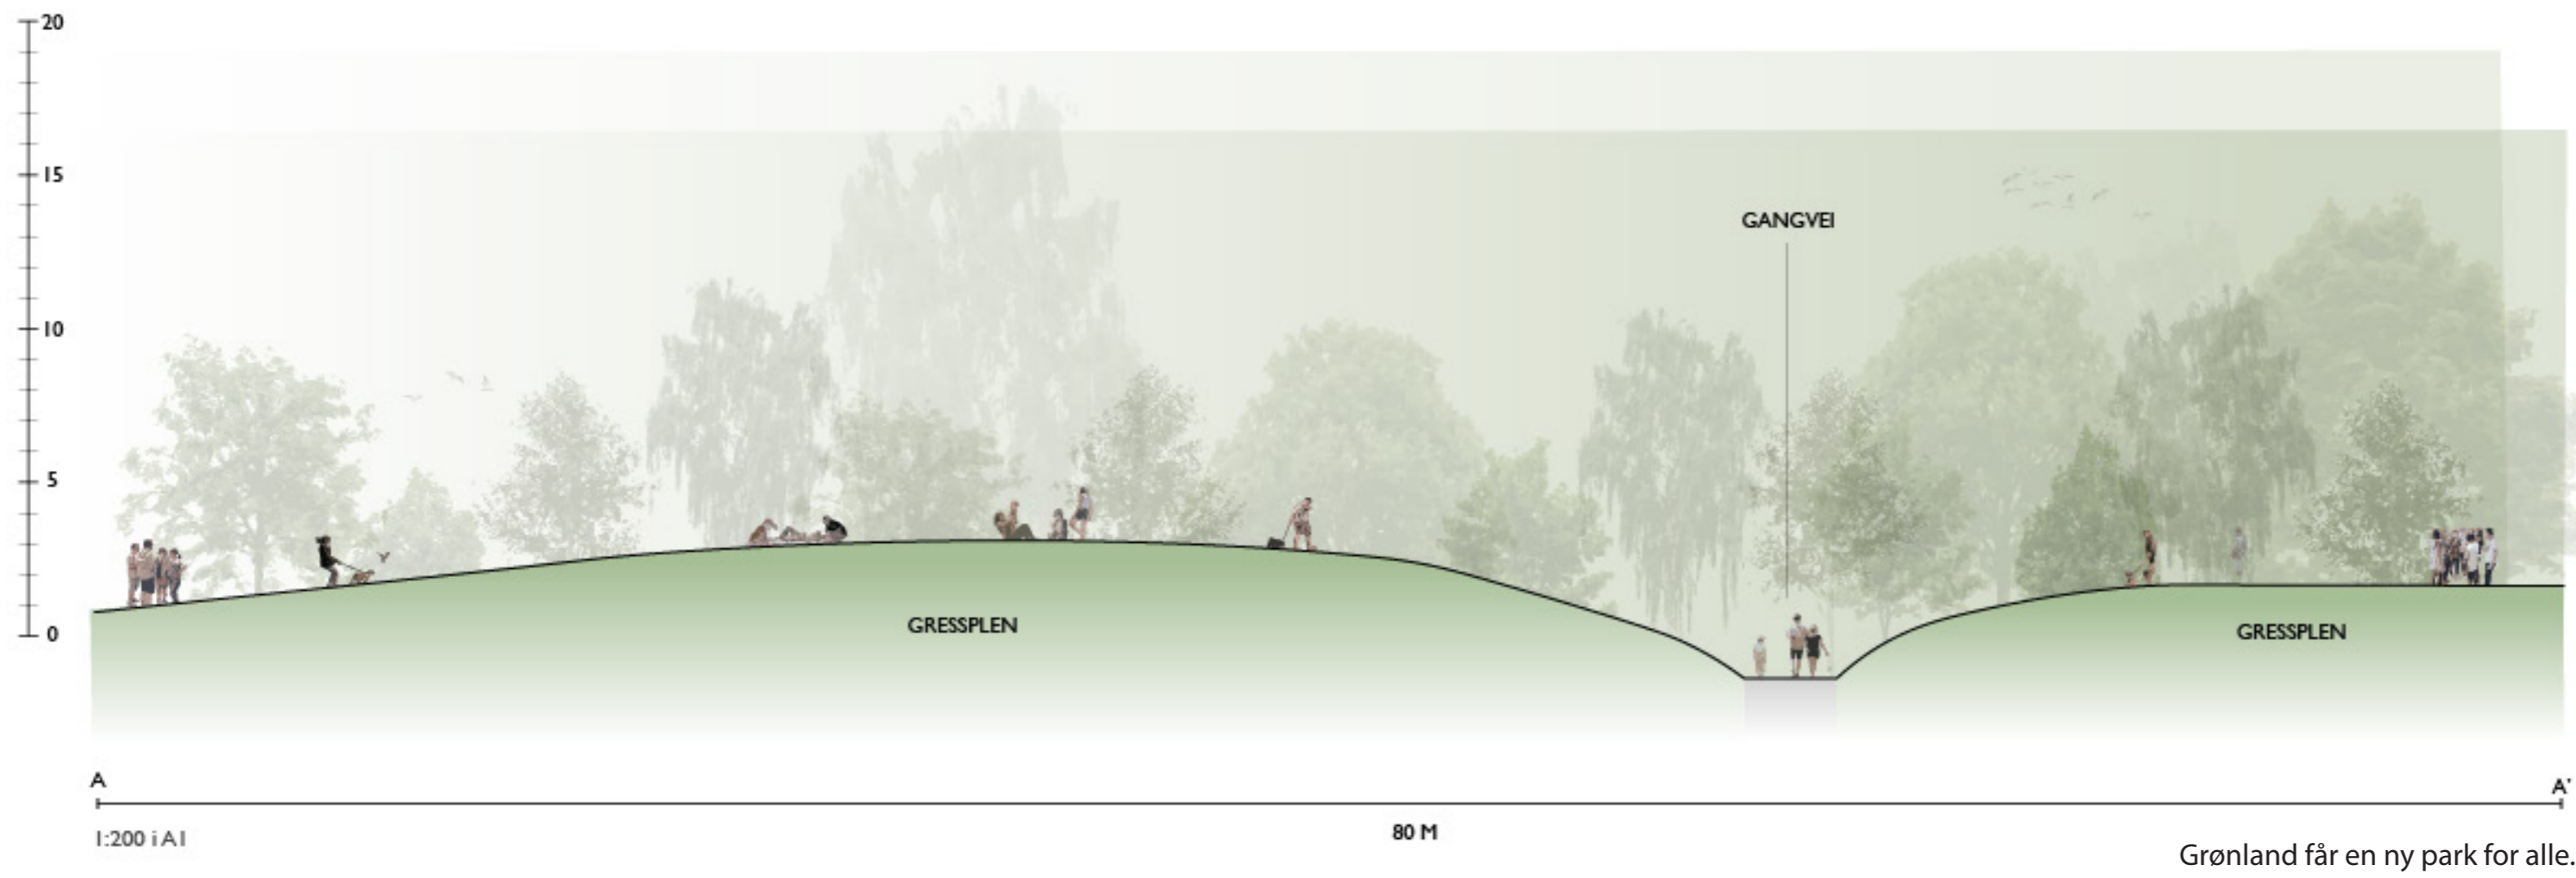 20
15
10
5
0
GANGVEI
GRESSPLEN
GRESSPLEN
A
A'
1:200 i A1
80 M
Grønland får en ny park for alle.